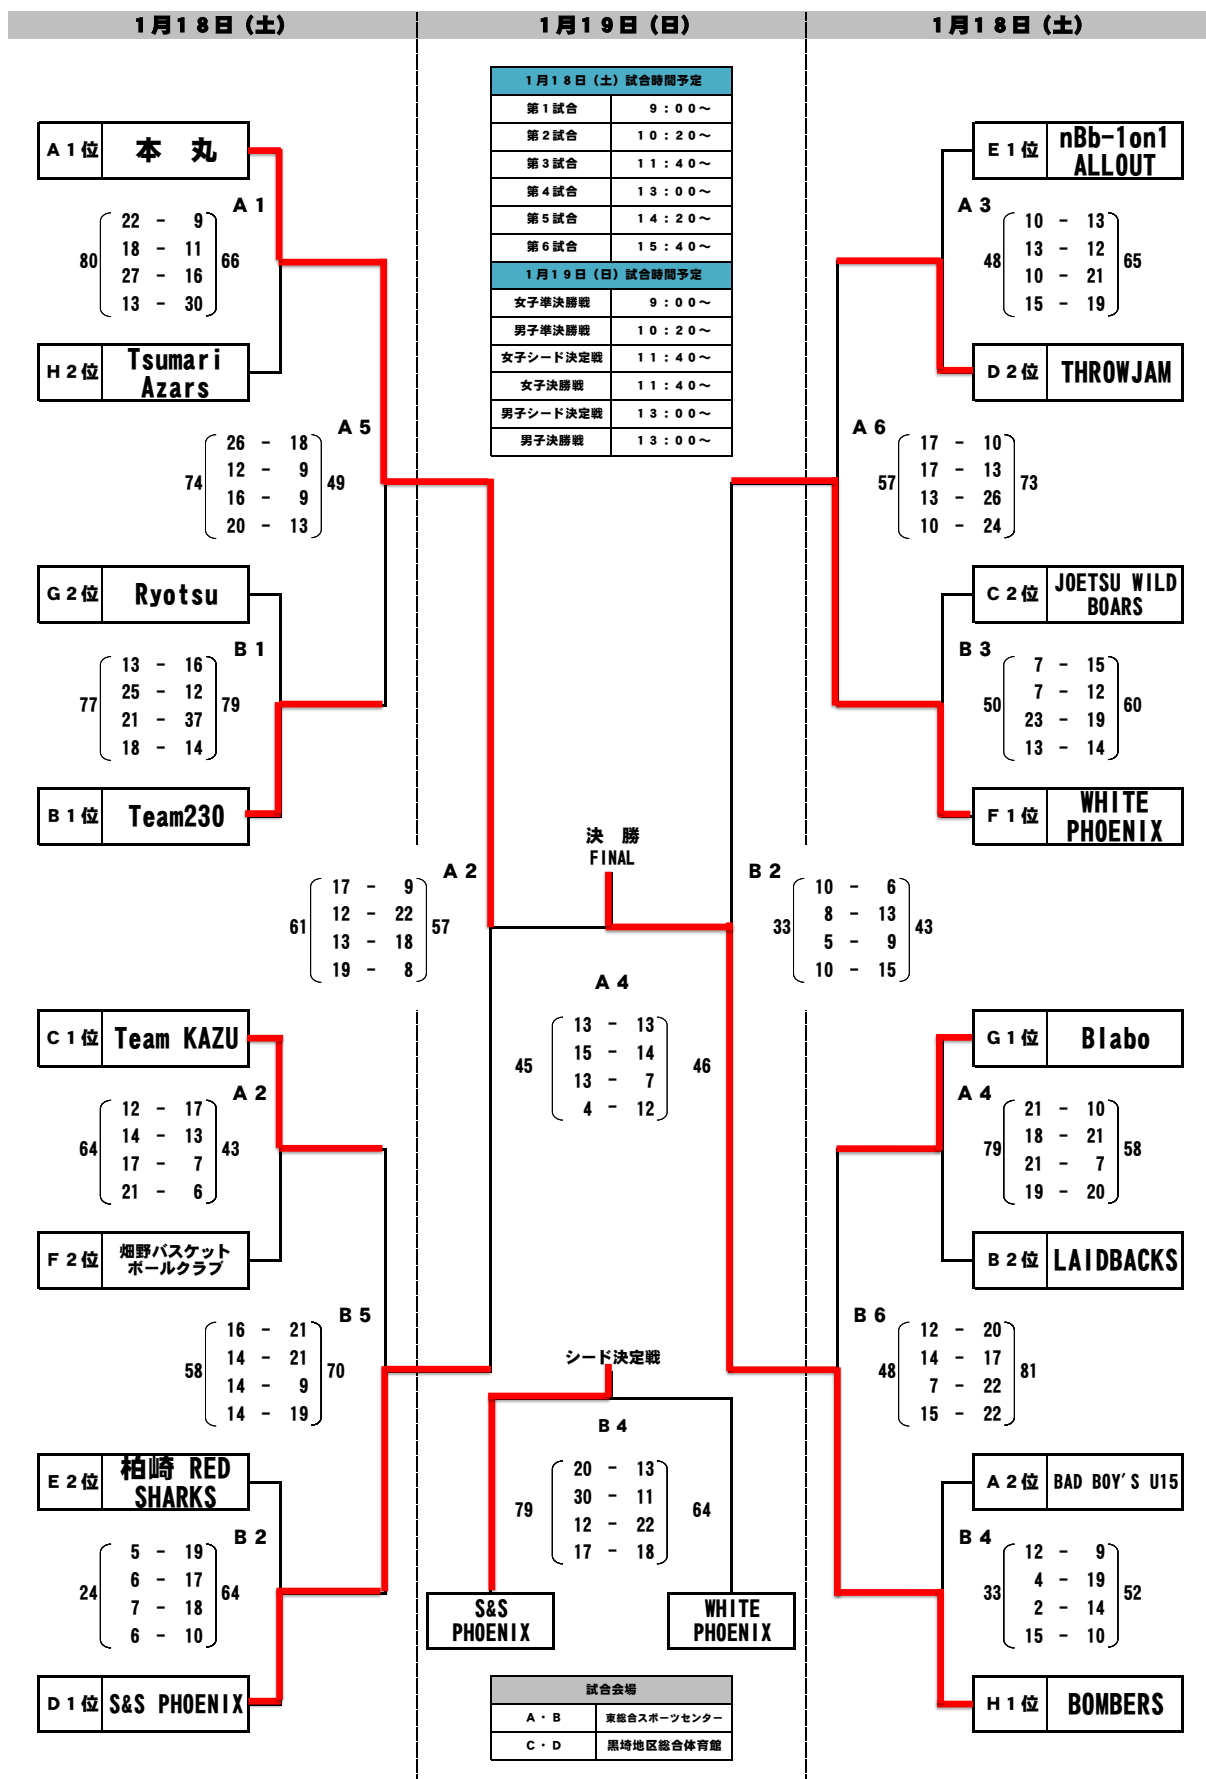 １月１８日（土）
１月１９日（日）
１月１８日（土）
１月１８日（土）試合時間予定
第１試合 ９：００～
第２試合 １０：２０～
第３試合 １１：４０～
第４試合 １３：００～
第５試合 １４：２０～
第６試合 １５：４０～
１月１９日（日）試合時間予定
女子準決勝戦 ９：００～
男子準決勝戦 １０：２０～
女子シード決定戦 １１：４０～
女子決勝戦 １１：４０～
男子シード決定戦 １３：００～
男子決勝戦 １３：００～
A１位 本　丸
A１
22 - 9
18 - 11
80 66
27 - 16
13 - 30
H２位 Tsumari
Azars
A５
26 - 18
12 - 9
74 49
16 - 9
20 - 13
G２位 Ryotsu
B１
13 - 16
25 - 12
77 79
21 - 37
18 - 14
B１位 Team230
A２
17 - 9
12 - 22
61 57
13 - 18
19 - 8
C１位 Team KAZU
A２
12 - 17
14 - 13
64 43
17 - 7
21 - 6
F２位 畑野バスケット
ボールクラブ
B５
16 - 21
14 - 21
58 70
14 - 9
14 - 19
E２位 柏崎 RED
SHARKS
B２
5 - 19
6 - 17
24 64
7 - 18
6 - 10
D１位 S&S PHOENIX
決　勝
FINAL
A４
13 - 13
15 - 14
45 46
13 - 7
4 - 12
シード決定戦
B４
20 - 13
30 - 11
79 64
12 - 22
17 - 18
S&S
PHOENIX
WHITE
PHOENIX
試合会場
A・B 東総合スポーツセンター
C・D 黒埼地区総合体育館
E１位 nBb-1on1
ALLOUT
A３
10 - 13
13 - 12
48 65
10 - 21
15 - 19
D２位 THROWJAM
A６
17 - 10
17 - 13
57 73
13 - 26
10 - 24
C２位 JOETSU WILD
BOARS
B３
7 - 15
7 - 12
50 60
23 - 19
13 - 14
F１位 WHITE
PHOENIX
B２
10 - 6
8 - 13
33 43
5 - 9
10 - 15
G１位 Blabo
A４
21 - 10
18 - 21
79 58
21 - 7
19 - 20
B２位 LAIDBACKS
B６
12 - 20
14 - 17
48 81
7 - 22
15 - 22
A２位 BAD BOY'S U15
B４
12 - 9
4 - 19
33 52
2 - 14
15 - 10
H１位 BOMBERS